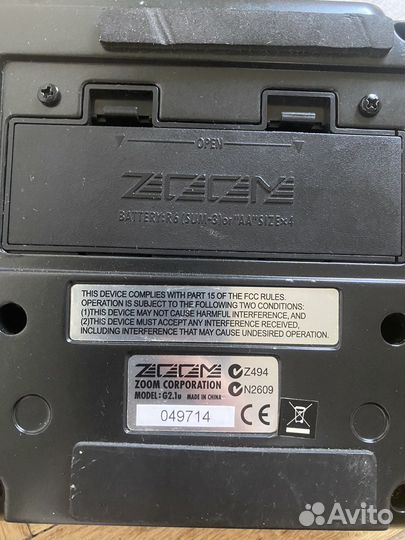 OPEN
ZOOM
BATTERY:R6(SUM-3)or"AA"SIZE×4
THIS DEVICE COMPLIES WITH PART 15 OF THE FCC RULES.
OPERATION IS SUBJECT TO THE FOLLOWING TWO CONDITIONS:
(1)THIS DEVICE MAY NOT CAUSE HARMFUL INTERFERENCE, AND
(2)THIS DEVICE MUST ACCEPT ANY INTERFERENCE RECEIVED,
INCLUDING INTERFERENCE THAT MAY CAUSE UNDESIRED OPERATION.
ZOOM Z494
ZOOM CORPORATION N2609
MODEL:G2.1u MADE IN CHINA
049714 CE
Avito